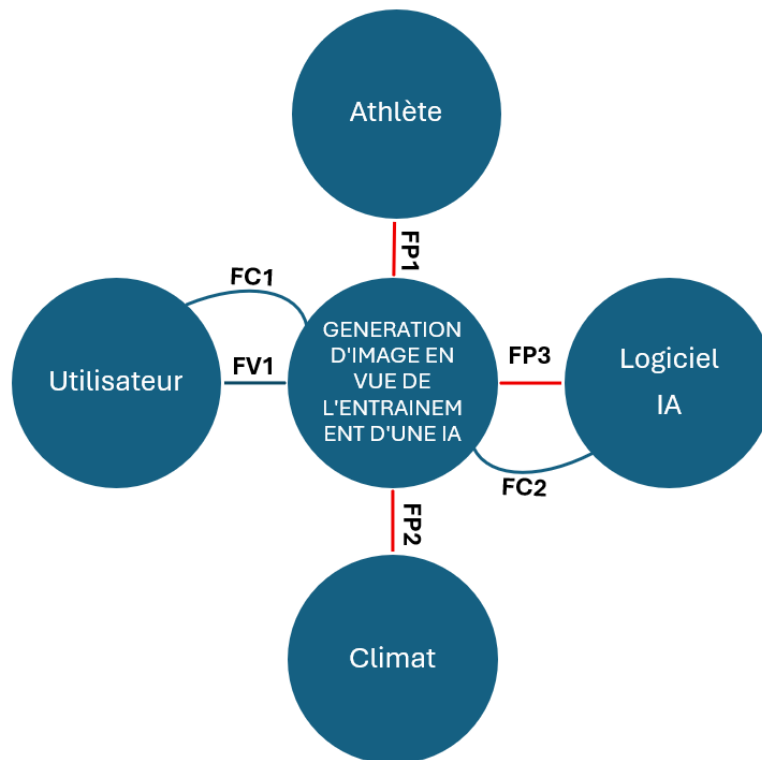 Athlète
FP1
FC1
GENERATION
D'IMAGE EN
VUE DE
L'ENTRAINEM
ENT D'UNE IA
Utilisateur
FV1
FP3
Logiciel
IA
FC2
FP2
Climat